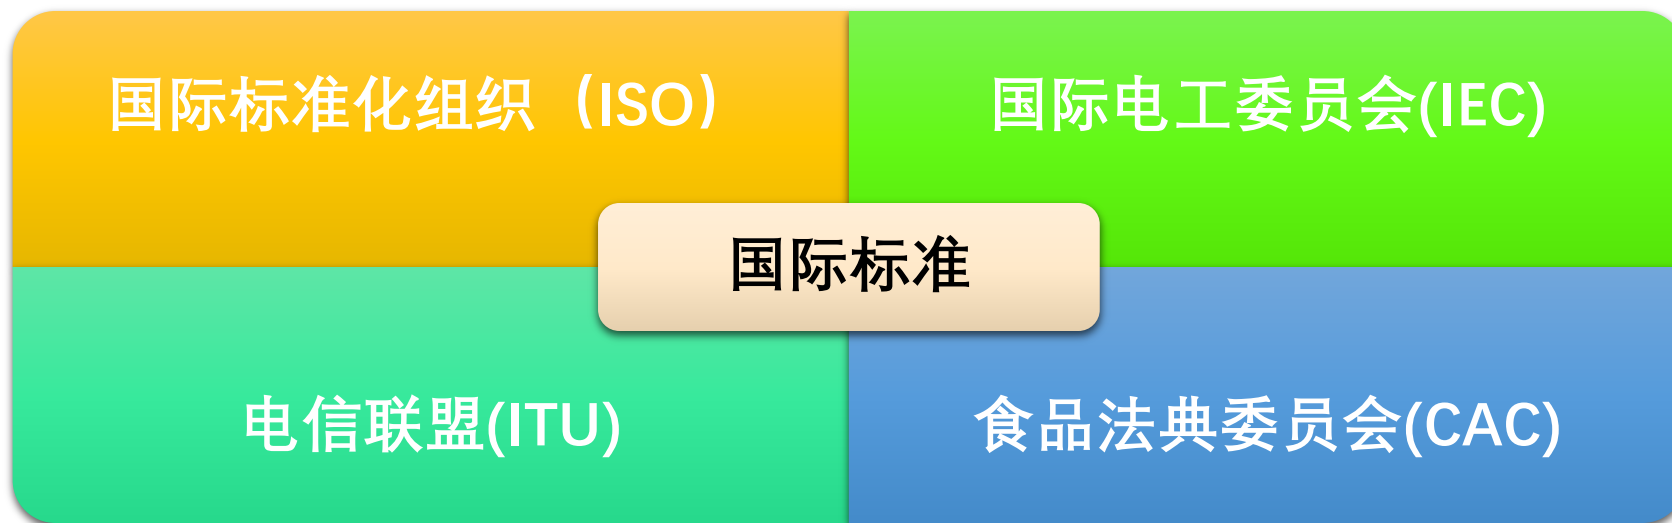 国际标准化组织（ISO）
国际电工委员会(IEC)
国际标准
电信联盟(ITU)
食品法典委员会(CAC)